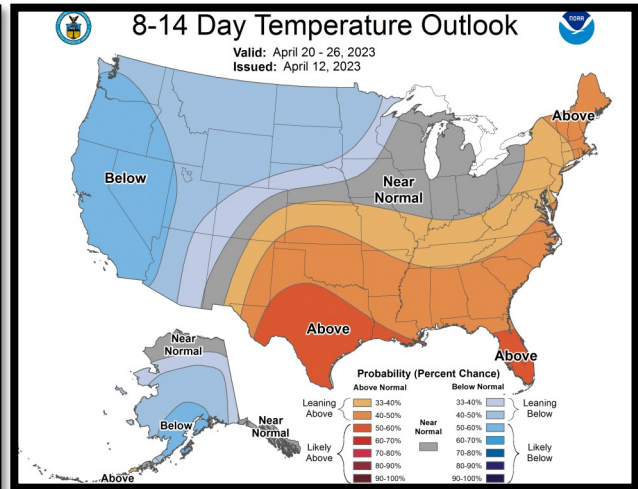 8-14 Day Temperature Outlook
NOAA
Valid: April 20 - 26, 2023
Issued: April 12, 2023
Above
Below
Near
Normal
Above
Above
Near
Normal
Below
Near
Normal
Above
Probability (Percent Chance)
Above Normal Below Normal
Leaning
Above
33-40%
40-50%
50-60%
60-70%
70-80%
80-90%
90-100%
Likely
Above
Near
Normal
33-40%
40-50%
50-60%
60-70%
70-80%
80-90%
90-100%
Leaning
Below
Likely
Below